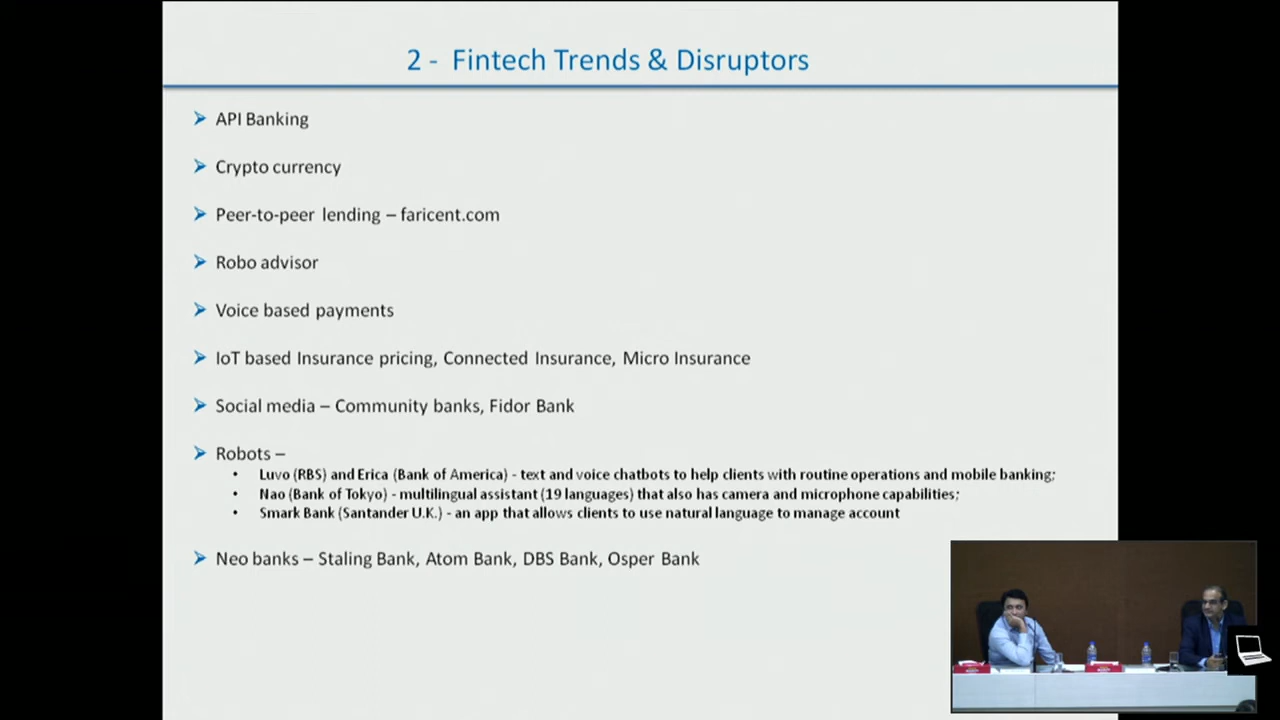 2 - Fintech Trends & Disruptors
API Banking
Crypto currency
Peer-to-peer lending – faricent.com
Robo advisor
Voice based payments
IoT based Insurance pricing, Connected Insurance, Micro Insurance
Social media – Community banks, Fidor Bank
Robots –
Luvo (RBS) and Erica (Bank of America) - text and voice chatbots to help clients with routine operations and mobile banking;
Nao (Bank of Tokyo) - multilingual assistant (19 languages) that also has camera and microphone capabilities;
Smark Bank (Santander U.K.) - an app that allows clients to use natural language to manage account
Neo banks – Staling Bank, Atom Bank, DBS Bank, Osper Bank